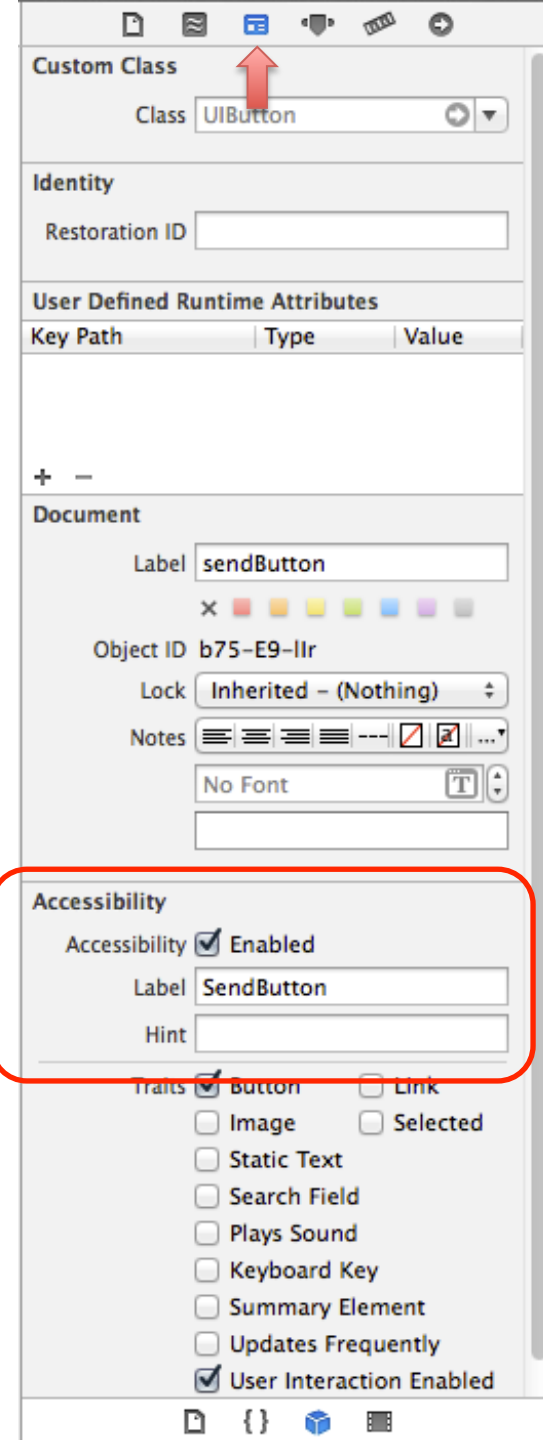 Custom Class
Class UIButton
Identity
Restoration ID
User Defined Runtime Attributes
Key Path Type Value
+ −
Document
Label sendButton
×
Object ID b75-E9-lIr
Lock Inherited - (Nothing)
Notes a ...
No Font T
Accessibility
Accessibility Enabled
Label SendButton
Hint
Traits Button Link
Image Selected
Static Text
Search Field
Plays Sound
Keyboard Key
Summary Element
Updates Frequently
User Interaction Enabled
{ }